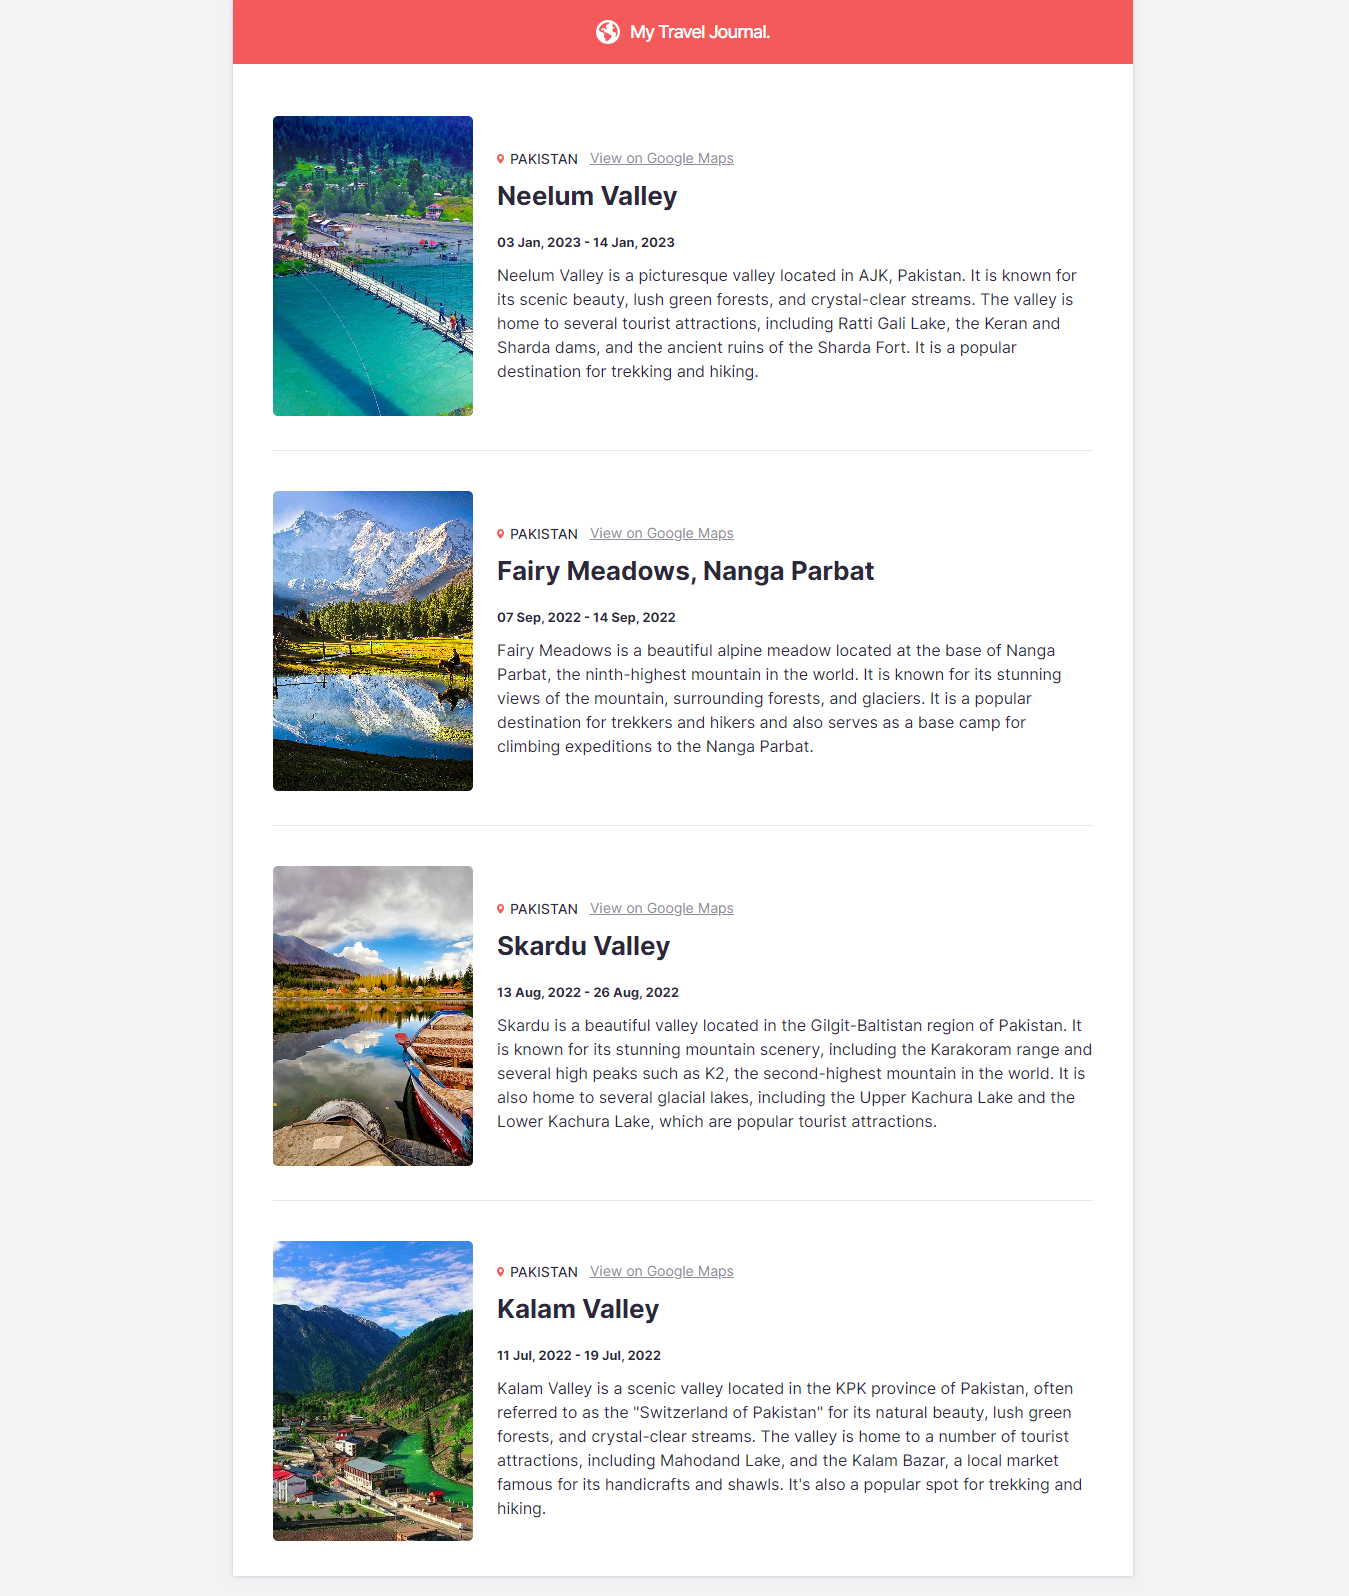 My Travel Journal.
PAKISTAN View on Google Maps
Neelum Valley
03 Jan, 2023 - 14 Jan, 2023
Neelum Valley is a picturesque valley located in AJK, Pakistan. It is known for
its scenic beauty, lush green forests, and crystal-clear streams. The valley is
home to several tourist attractions, including Ratti Gali Lake, the Keran and
Sharda dams, and the ancient ruins of the Sharda Fort. It is a popular
destination for trekking and hiking.
PAKISTAN View on Google Maps
Fairy Meadows, Nanga Parbat
07 Sep, 2022 - 14 Sep, 2022
Fairy Meadows is a beautiful alpine meadow located at the base of Nanga
Parbat, the ninth-highest mountain in the world. It is known for its stunning
views of the mountain, surrounding forests, and glaciers. It is a popular
destination for trekkers and hikers and also serves as a base camp for
climbing expeditions to the Nanga Parbat.
PAKISTAN View on Google Maps
Skardu Valley
13 Aug, 2022 - 26 Aug, 2022
Skardu is a beautiful valley located in the Gilgit-Baltistan region of Pakistan. It
is known for its stunning mountain scenery, including the Karakoram range and
several high peaks such as K2, the second-highest mountain in the world. It is
also home to several glacial lakes, including the Upper Kachura Lake and the
Lower Kachura Lake, which are popular tourist attractions.
PAKISTAN View on Google Maps
Kalam Valley
11 Jul, 2022 - 19 Jul, 2022
Kalam Valley is a scenic valley located in the KPK province of Pakistan, often
referred to as the "Switzerland of Pakistan" for its natural beauty, lush green
forests, and crystal-clear streams. The valley is home to a number of tourist
attractions, including Mahodand Lake, and the Kalam Bazar, a local market
famous for its handicrafts and shawls. It's also a popular spot for trekking and
hiking.